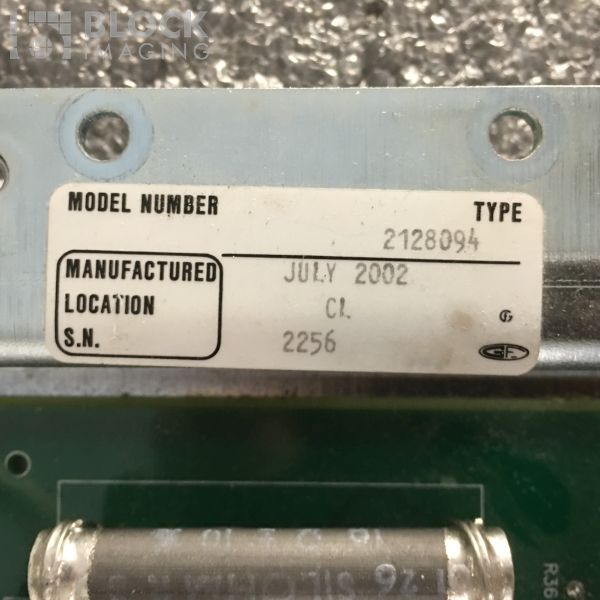 BLOCK
IMAGING
MODEL NUMBER TYPE
2128094
MANUFACTURED JULY 2002
LOCATION CL
S.N. 2256
R36